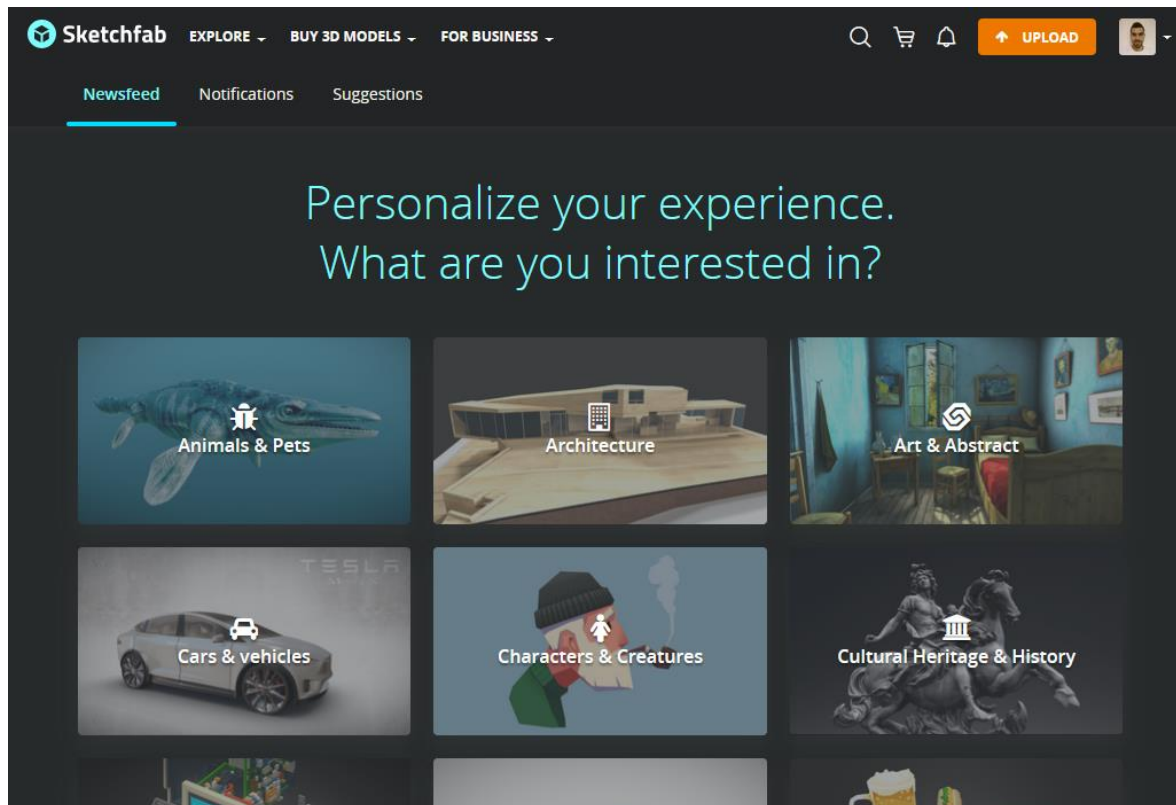 Sketchfab EXPLORE BUY 3D MODELS FOR BUSINESS UPLOAD
Newsfeed Notifications Suggestions
Personalize your experience.
What are you interested in?
Animals & Pets
Architecture
Art & Abstract
TESLA
Cars & vehicles
Characters & Creatures
Cultural Heritage & History